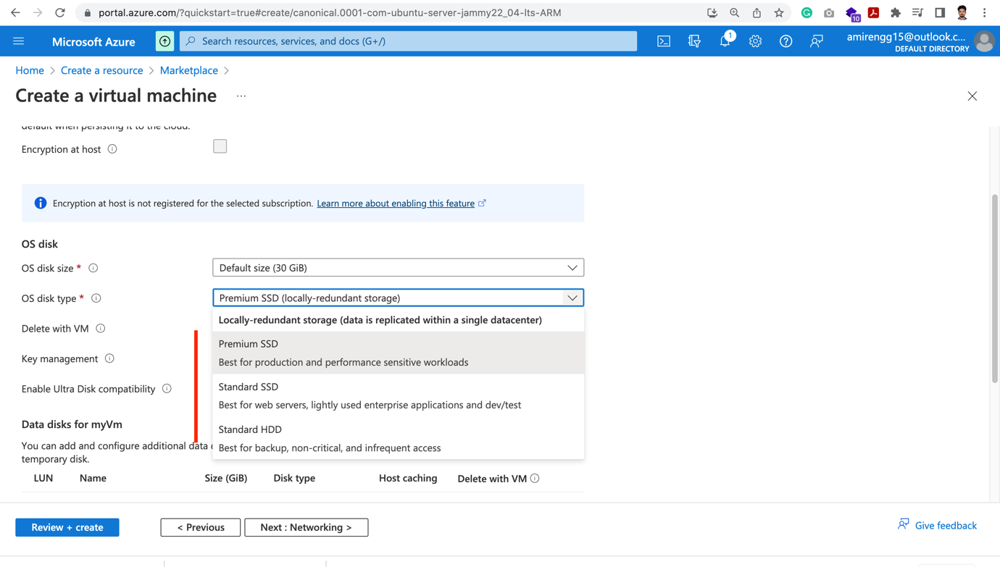 portal.azure.com/?quickstart=true#create/canonical.0001-com-ubuntu-server-jammy22_04-lts-ARM
10
Microsoft Azure
Search resources, services, and docs (G+/)
1
amirengg15@outlook.c...
DEFAULT DIRECTORY
Home > Create a resource > Marketplace >
Create a virtual machine ...
default when persisting it to the cloud.
Encryption at host
Encryption at host is not registered for the selected subscription. Learn more about enabling this feature
OS disk
OS disk size *
Default size (30 GiB)
OS disk type *
Premium SSD (locally-redundant storage)
Locally-redundant storage (data is replicated within a single datacenter)
Delete with VM
Premium SSD
Key management
Best for production and performance sensitive workloads
Standard SSD
Enable Ultra Disk compatibility
Best for web servers, lightly used enterprise applications and dev/test
Data disks for myVm
Standard HDD
You can add and configure additional data
Best for backup, non-critical, and infrequent access
temporary disk.
LUN Name Size (GiB) Disk type Host caching Delete with VM
Review + create
< Previous
Next : Networking >
Give feedback